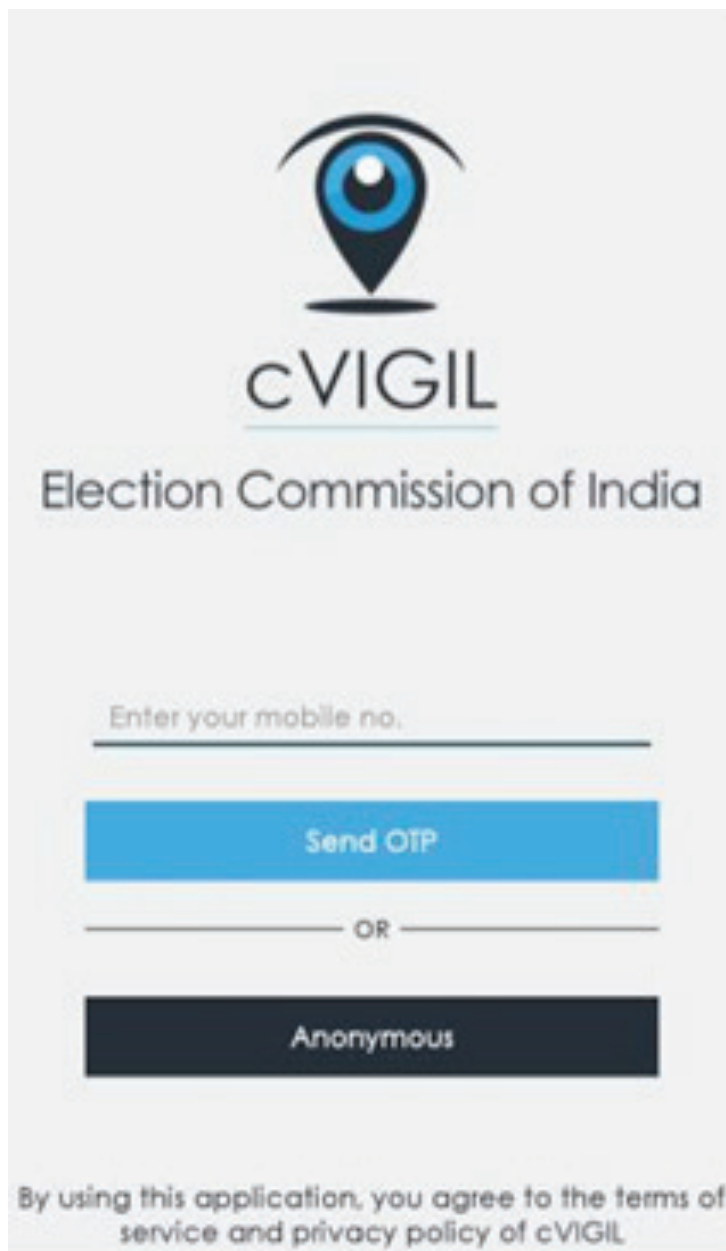 cVIGIL
Election Commission of India
Enter your mobile no.
Send OTP
OR
Anonymous
By using this application, you agree to the terms of
service and privacy policy of cVIGIL